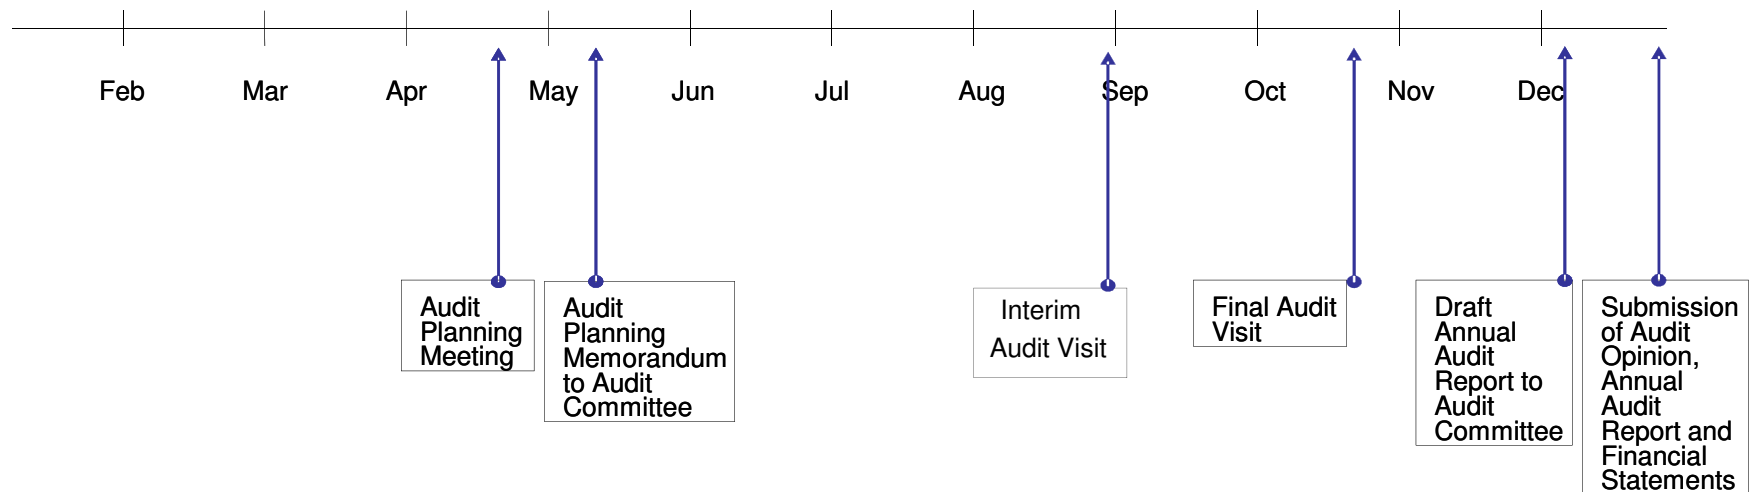 Feb Mar Apr May Jun Jul Aug Sep Oct Nov Dec
Audit
Planning
Meeting
Audit
Planning
Memorandum
to Audit
Committee
Interim
Audit Visit
Final Audit
Visit
Draft
Annual
Audit
Report to
Audit
Committee
Submission
of Audit
Opinion,
Annual
Audit
Report and
Financial
Statements